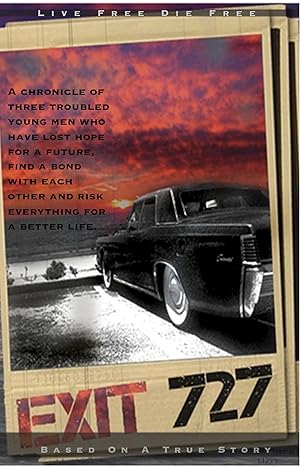 Live Free Die Free
A chronicle of
three troubled
young men who
have lost hope
for a future,
find a bond
with each
other and risk
everything for
a better life.
EXIT 727
Based On A True Story